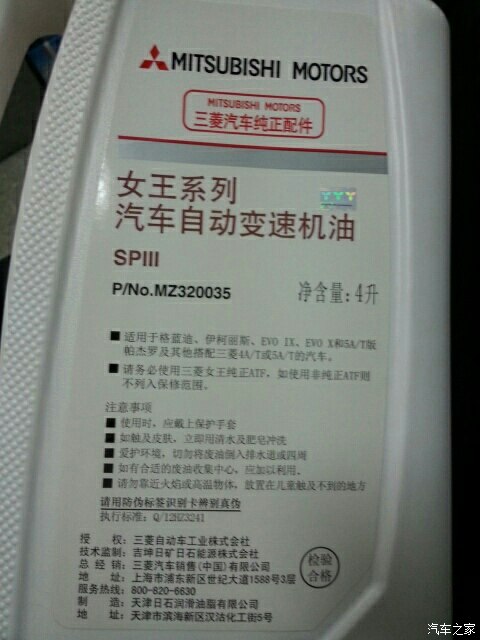 MITSUBISHI MOTORS
MITSUBISHI MOTORS
三菱汽车纯正配件
女王系列
汽车自动变速机油
SPIII
P/No.MZ320035
净含量:4升
■ 适用于格蓝迪、伊柯丽斯、EVO IX、EVO X和5A/T版
帕杰罗及其他搭配三菱4A/T或5A/T的汽车。
■ 请务必使用三菱女王纯正ATF，如使用非纯正ATF则
不列入保修范围。
注意事项
■ 使用时，应戴上保护手套
■ 如触及皮肤，立即用清水及肥皂冲洗
■ 爱护环境，切勿将废油倒入排水道或四周
■ 如有合适的废油收集中心，应加以利用。
■ 请勿靠近火焰或高温物体，放置在儿童触及不到的地方
请用防伪标签识别卡辨别真伪
执行标准：Q/12HZ3241
授 权：三菱自动车工业株式会社
技术监制：吉坤日矿日石能源株式会社
总 经 销：三菱汽车销售(中国)有限公司
地 址：上海市浦东新区世纪大道1588号3层
服务热线：800-820-6630
制 造：天津日石润滑油脂有限公司
地 址：天津市滨海新区汉沽化工街5号
检验
合格
汽车之家